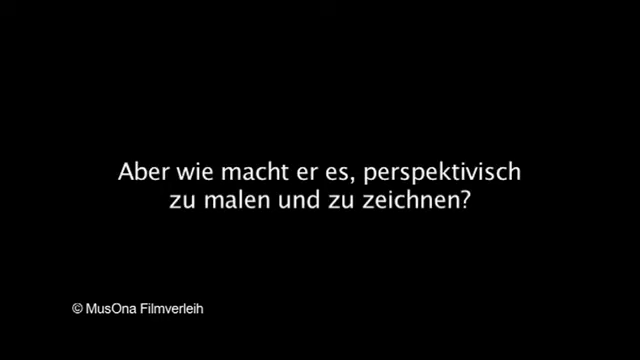 Aber wie macht er es, perspektivisch
zu malen und zu zeichnen?
© MusOna Filmverleih